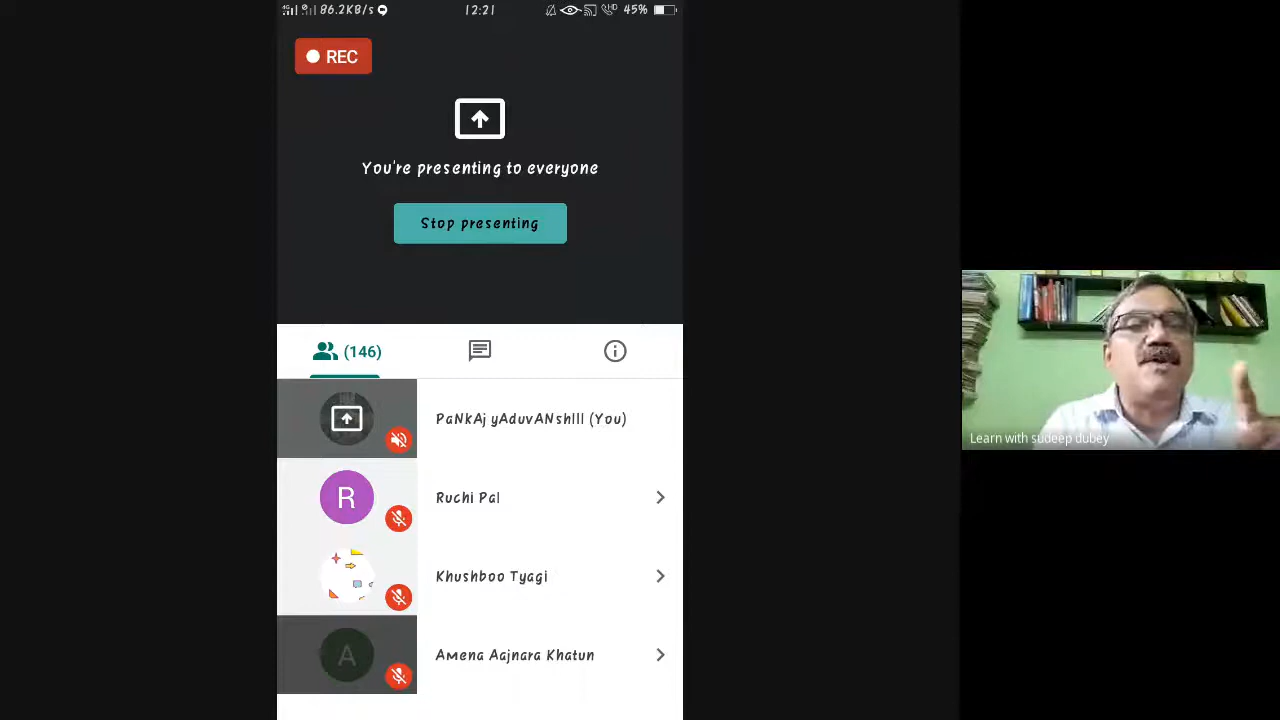 86.2KB/s
12:21
45%
REC
You're presenting to everyone
Stop presenting
(146)
PaNkAj yAduvANshIII (You)
R
Ruchi Pal
Khushboo Tyagi
A
Amena Aajnara Khatun
Learn with sudeep dubey